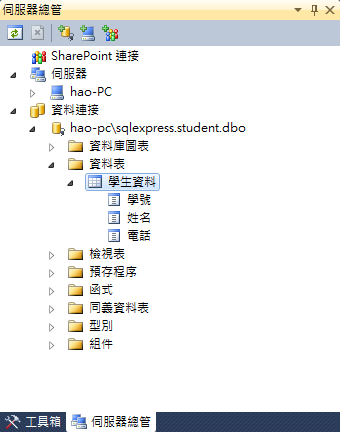 伺服器總管
SharePoint 連接
伺服器
hao-PC
資料連接
hao-pc\sqlexpress.student.dbo
資料庫圖表
資料表
學生資料
學號
姓名
電話
檢視表
預存程序
函式
同義資料表
型別
組件
工具箱 伺服器總管